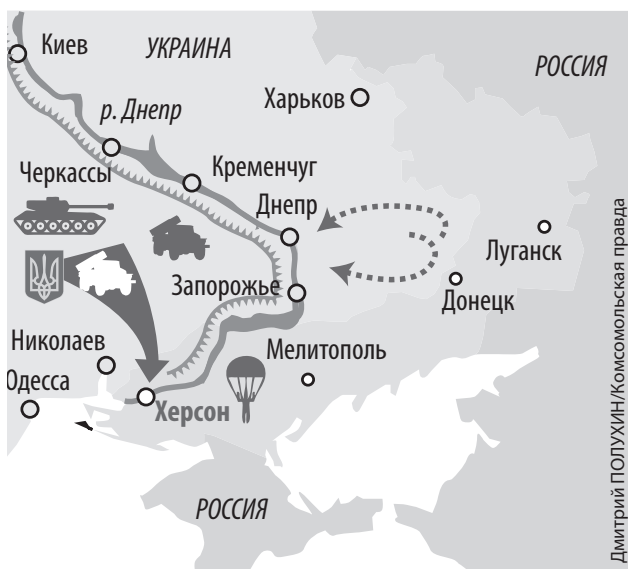 Киев
УКРАИНА
РОССИЯ
Харьков
р. Днепр
Черкассы
Кременчуг
Днепр
Луганск
Запорожье
Донецк
Николаев
Мелитополь
Одесса
Херсон
РОССИЯ
Дмитрий ПОЛУХИН/Комсомольская правда